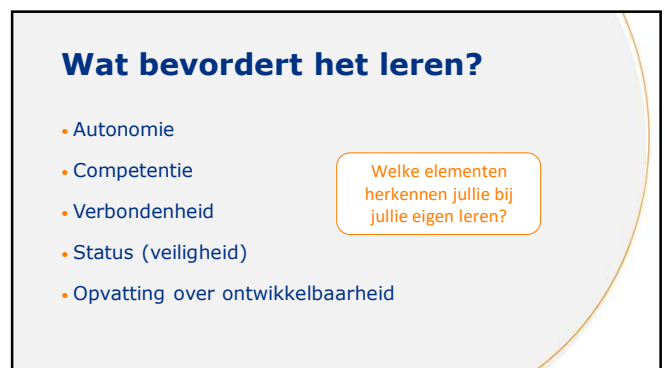 Wat bevordert het leren?
• Autonomie
• Competentie
• Verbondenheid
• Status (veiligheid)
• Opvatting over ontwikkelbaarheid
Welke elementen
herkennen jullie bij
jullie eigen leren?